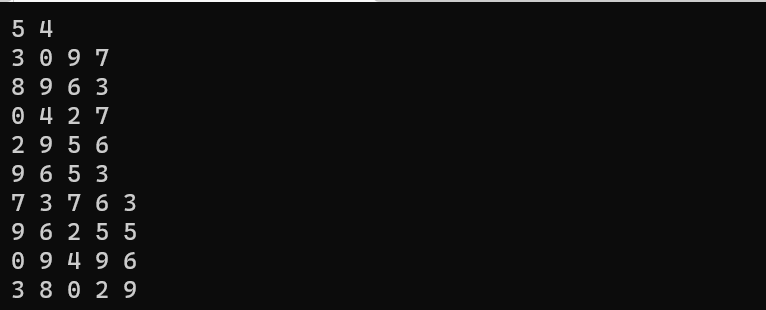 5 4
3 0 9 7
8 9 6 3
0 4 2 7
2 9 5 6
9 6 5 3
7 3 7 6 3
9 6 2 5 5
0 9 4 9 6
3 8 0 2 9